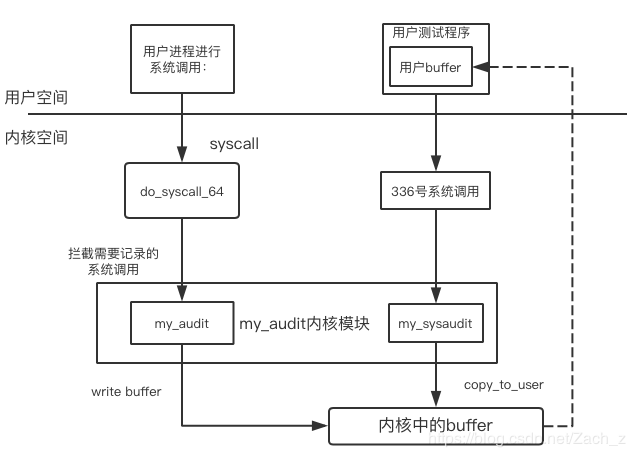 用户进程进行
系统调用：
用户测试程序
用户buffer
用户空间
内核空间
syscall
do_syscall_64
336号系统调用
拦截需要记录的
系统调用
my_audit
my_audit内核模块
my_sysaudit
write buffer
copy_to_user
内核中的buffer
https://blog.csdn.net/Zach_z